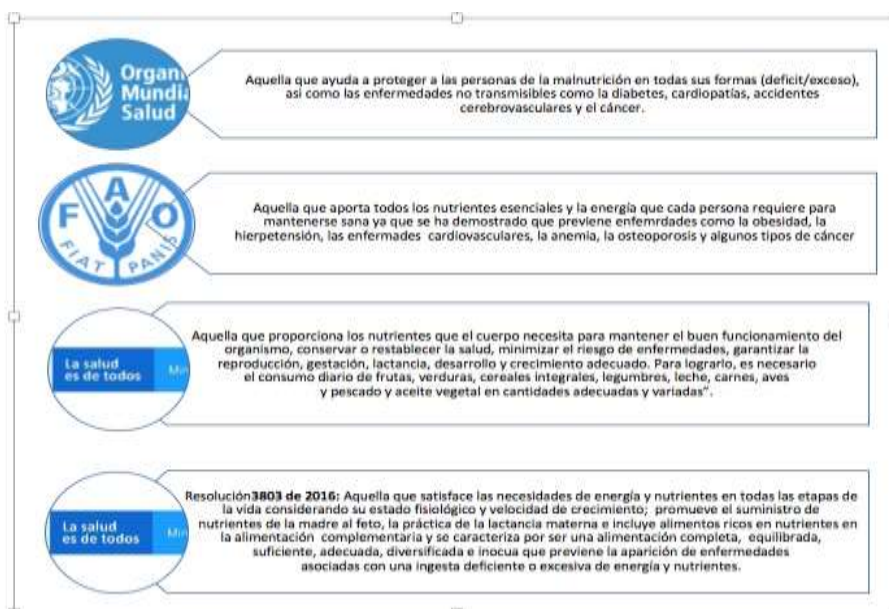 Organi
Mundia
Salud
Aquella que ayuda a proteger a las personas de la malnutrición en todas sus formas (deficit/exceso),
asi como las enfermedades no transmisibles como la diabetes, cardiopatías, accidentes
cerebrovasculares y el cáncer.
F A O
FIAT PANIS
Aquella que aporta todos los nutrientes esenciales y la energía que cada persona requiere para
mantenerse sana ya que se ha demostrado que previene enfemrdades como la obesidad, la
hierpetensión, las enfermades cardiovasculares, la anemia, la osteoporosis y algunos tipos de cáncer
La salud
es de todos
Min
Aquella que proporciona los nutrientes que el cuerpo necesita para mantener el buen funcionamiento del
organismo, conservar o restablecer la salud, minimizar el riesgo de enfermedades, garantizar la
reproducción, gestación, lactancia, desarrollo y crecimiento adecuado. Para lograrlo, es necesario
el consumo diario de frutas, verduras, cereales integrales, legumbres, leche, carnes, aves
y pescado y aceite vegetal en cantidades adecuadas y variadas”.
La salud
es de todos
Min
Resolución3803 de 2016: Aquella que satisface las necesidades de energía y nutrientes en todas las etapas de
la vida considerando su estado fisiológico y velocidad de crecimiento; promueve el suministro de
nutrientes de la madre al feto, la práctica de la lactancia materna e incluye alimentos ricos en nutrientes en
la alimentación complementaria y se caracteriza por ser una alimentación completa, equilibrada,
suficiente, adecuada, diversificada e inocua que previene la aparición de enfermedades
asociadas con una ingesta deficiente o excesiva de energía y nutrientes.